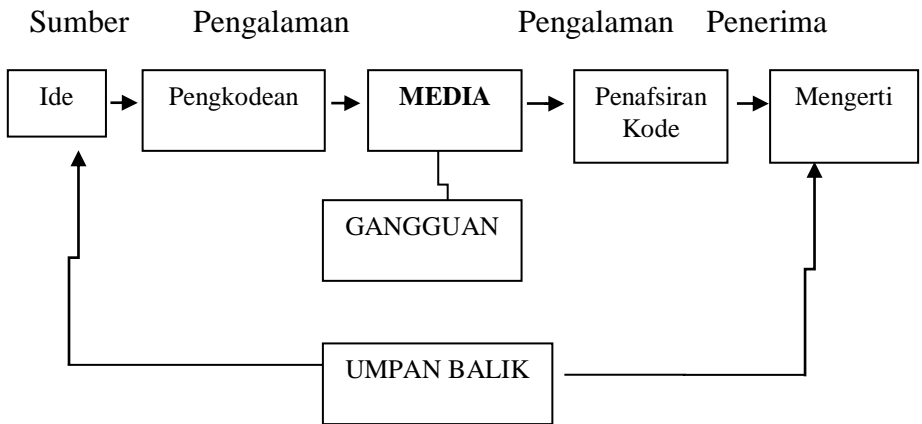 Sumber Pengalaman Pengalaman Penerima
Ide Pengkodean MEDIA Penafsiran Mengerti
Kode
GANGGUAN
UMPAN BALIK